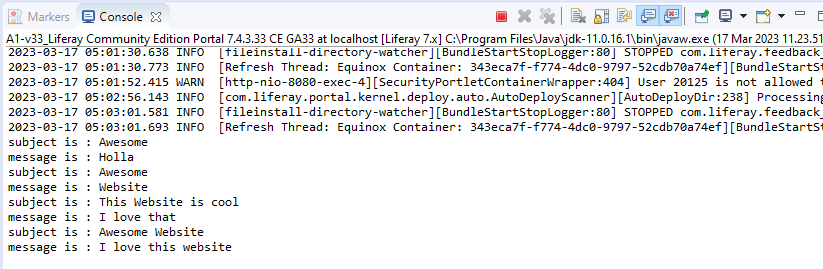 Markers Console
A1-v33_Liferay Community Edition Portal 7.4.3.33 CE GA33 at localhost [Liferay 7.x] C:\Program Files\Java\jdk-11.0.16.1\bin\javaw.exe (17 Mar 2023 11.23.51
2023-03-17 05:01:30.638 INFO [fileinstall-directory-watcher][BundleStartStopLogger:80] STOPPED com.liferay.feedback_
2023-03-17 05:01:30.773 INFO [Refresh Thread: Equinox Container: 343eca7f-f774-4dc0-9797-52cdb70a74ef][BundleStartS
2023-03-17 05:01:52.415 WARN [http-nio-8080-exec-4][SecurityPortletContainerWrapper:404] User 20125 is not allowed t
2023-03-17 05:02:56.143 INFO [com.liferay.portal.kernel.deploy.auto.AutoDeployScanner][AutoDeployDir:238] Processing
2023-03-17 05:03:01.581 INFO [fileinstall-directory-watcher][BundleStartStopLogger:80] STOPPED com.liferay.feedback_
2023-03-17 05:03:01.693 INFO [Refresh Thread: Equinox Container: 343eca7f-f774-4dc0-9797-52cdb70a74ef][BundleStartSt
subject is : Awesome
message is : Holla
subject is : Awesome
message is : Website
subject is : This Website is cool
message is : I love that
subject is : Awesome Website
message is : I love this website